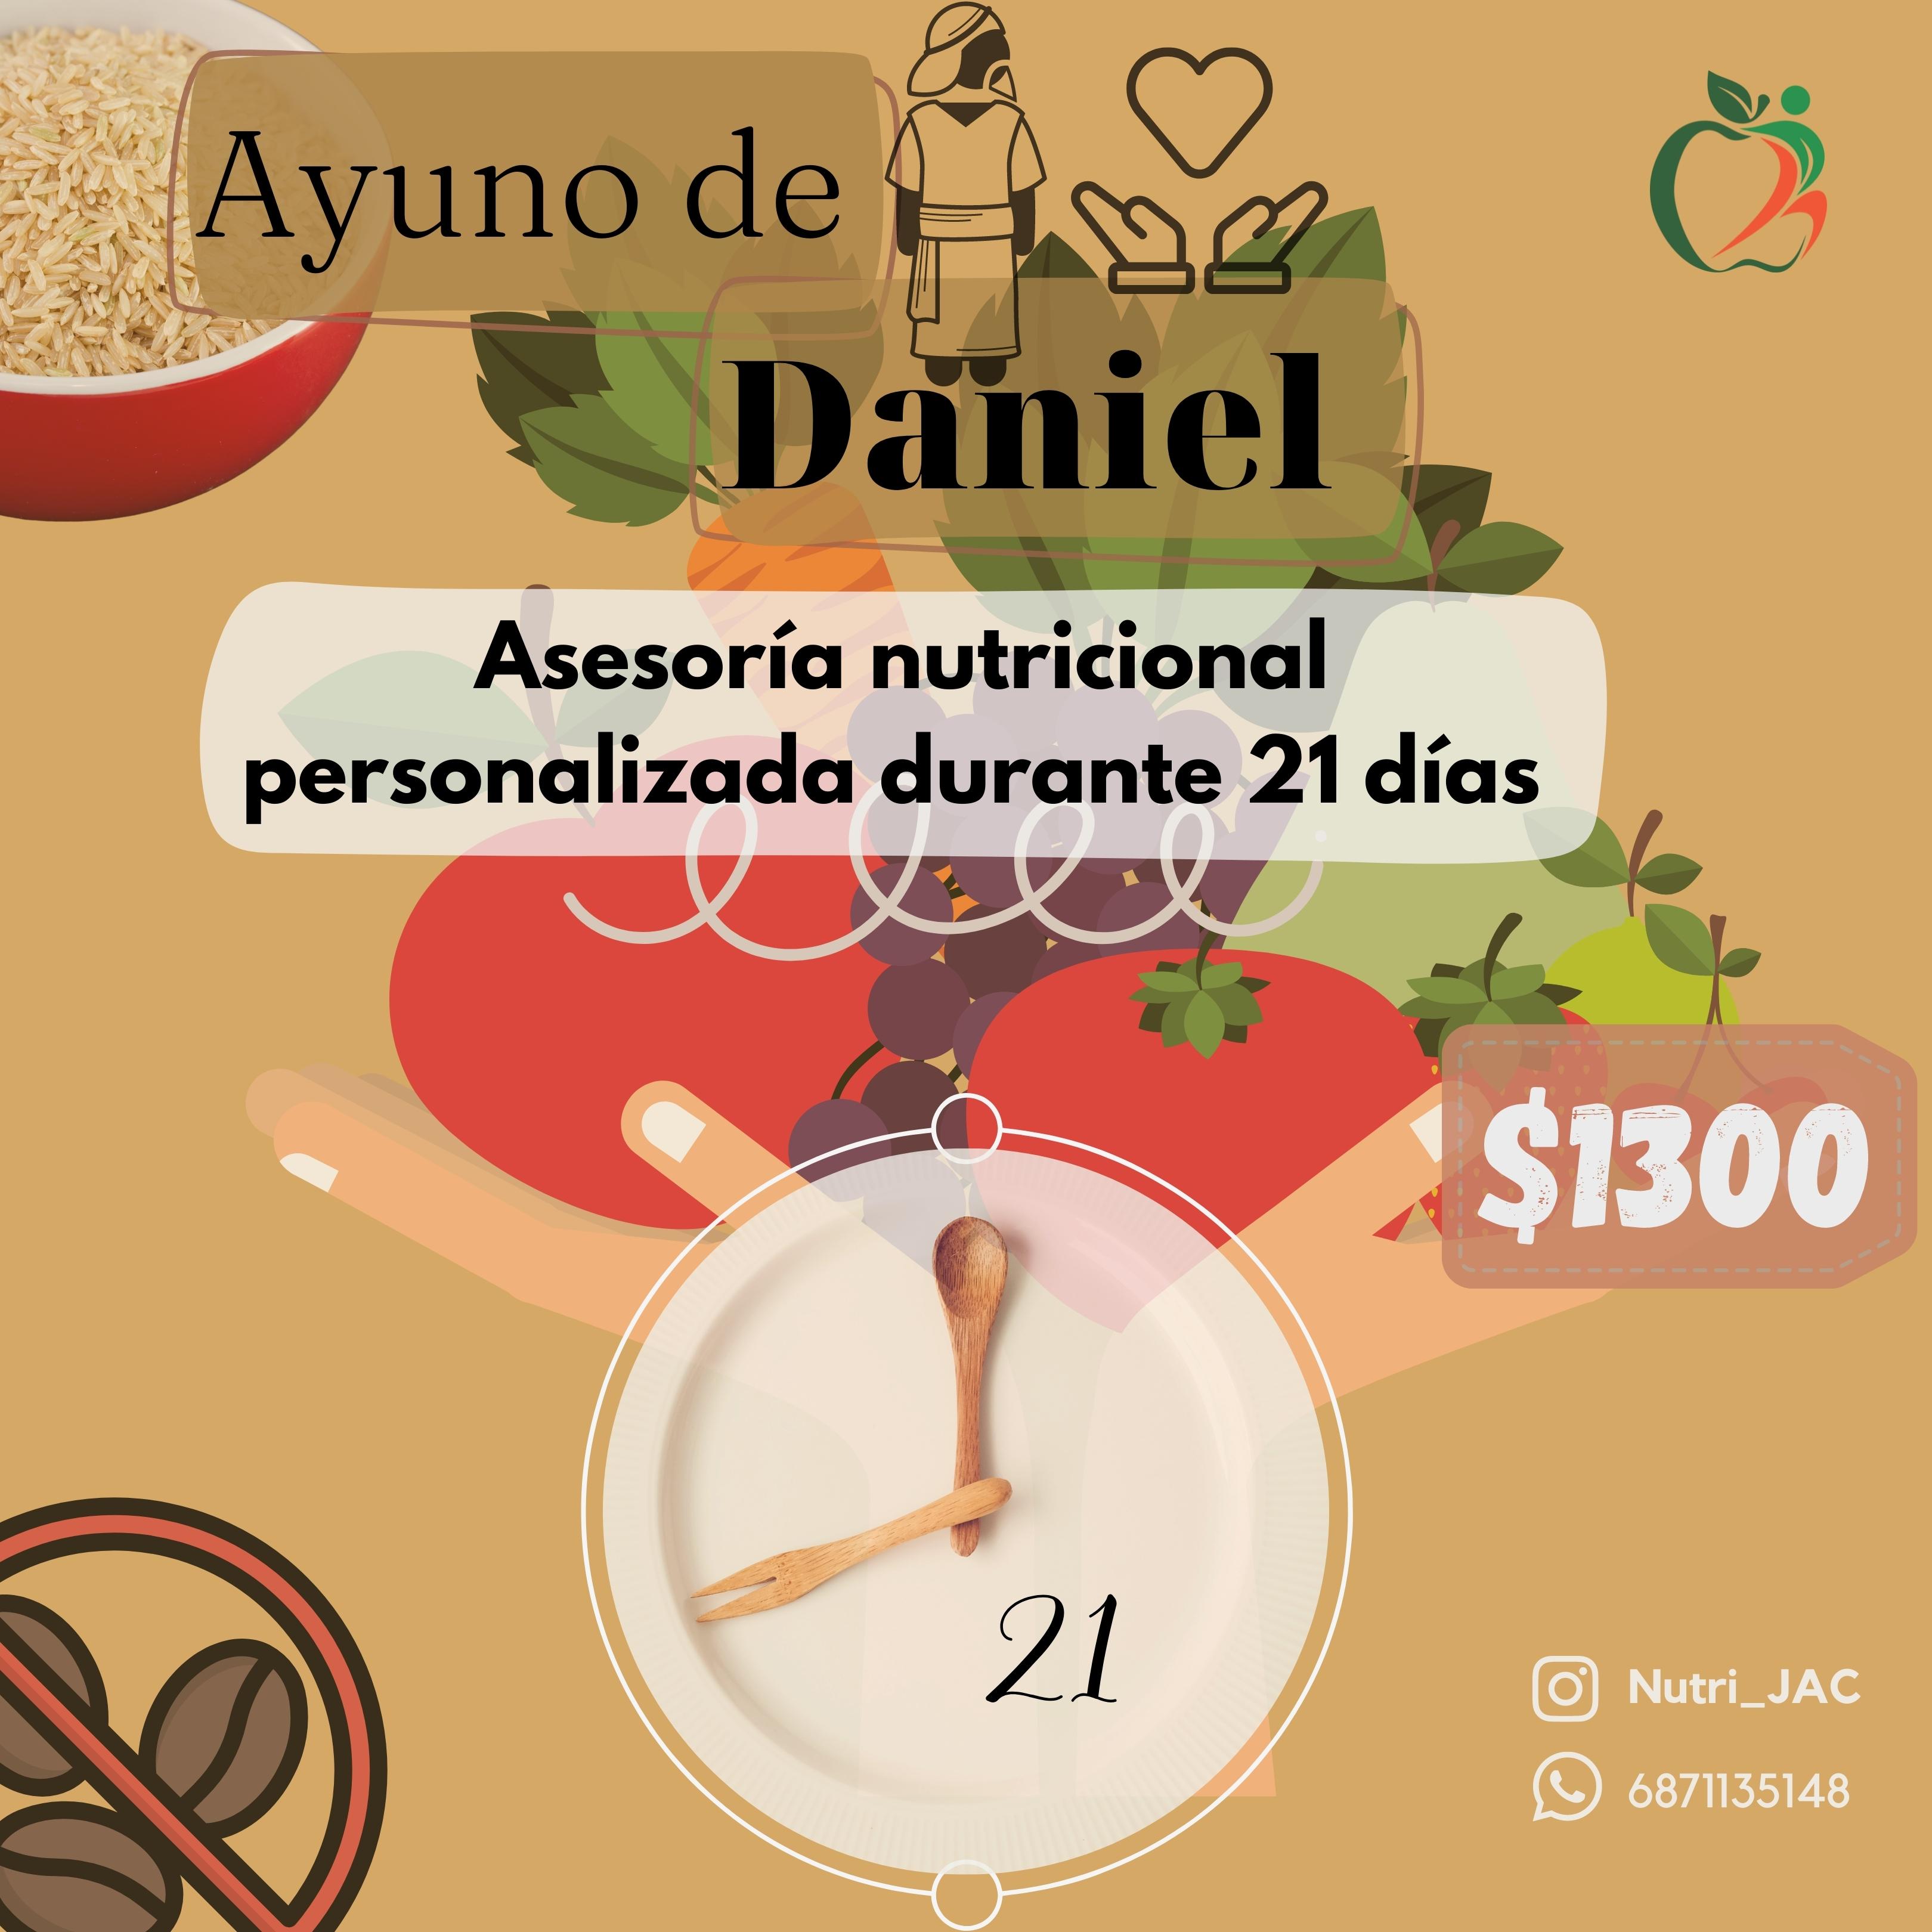 Ayuno de
Daniel
Asesoría nutricional
personalizada durante 21 días
$1300
21
Nutri_JAC
6871135148